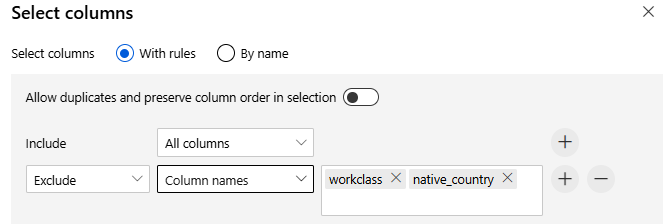 Select columns
Select columns With rules By name
Allow duplicates and preserve column order in selection
Include All columns
Exclude Column names workclass native_country